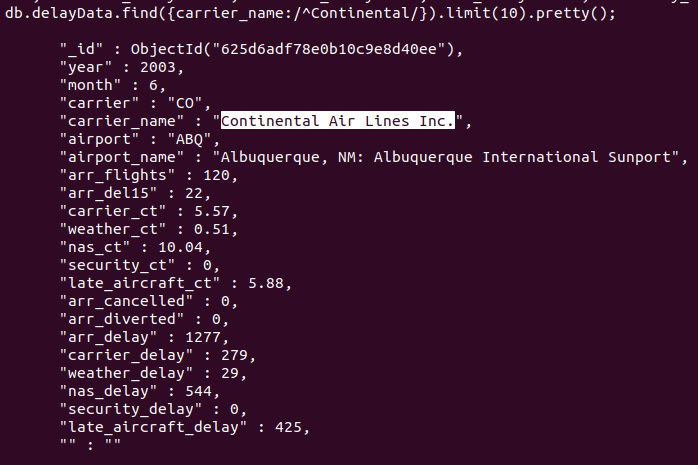 db.delayData.find({carrier_name:/^Continental/}).limit(10).pretty();
"_id" : ObjectId("625d6adf78e0b10c9e8d40ee"),
"year" : 2003,
"month" : 6,
"carrier" : "CO",
"carrier_name" : "Continental Air Lines Inc.",
"airport" : "ABQ",
"airport_name" : "Albuquerque, NM: Albuquerque International Sunport",
"arr_flights" : 120,
"arr_del15" : 22,
"carrier_ct" : 5.57,
"weather_ct" : 0.51,
"nas_ct" : 10.04,
"security_ct" : 0,
"late_aircraft_ct" : 5.88,
"arr_cancelled" : 0,
"arr_diverted" : 0,
"arr_delay" : 1277,
"carrier_delay" : 279,
"weather_delay" : 29,
"nas_delay" : 544,
"security_delay" : 0,
"late_aircraft_delay" : 425,
"" : ""